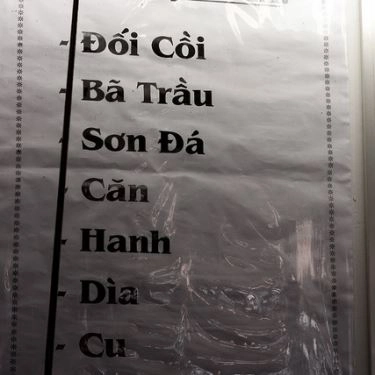 - Đối Cồi
- Bã Trầu
- Sơn Đá
- Căn
- Hanh
- Dìa
- Cu